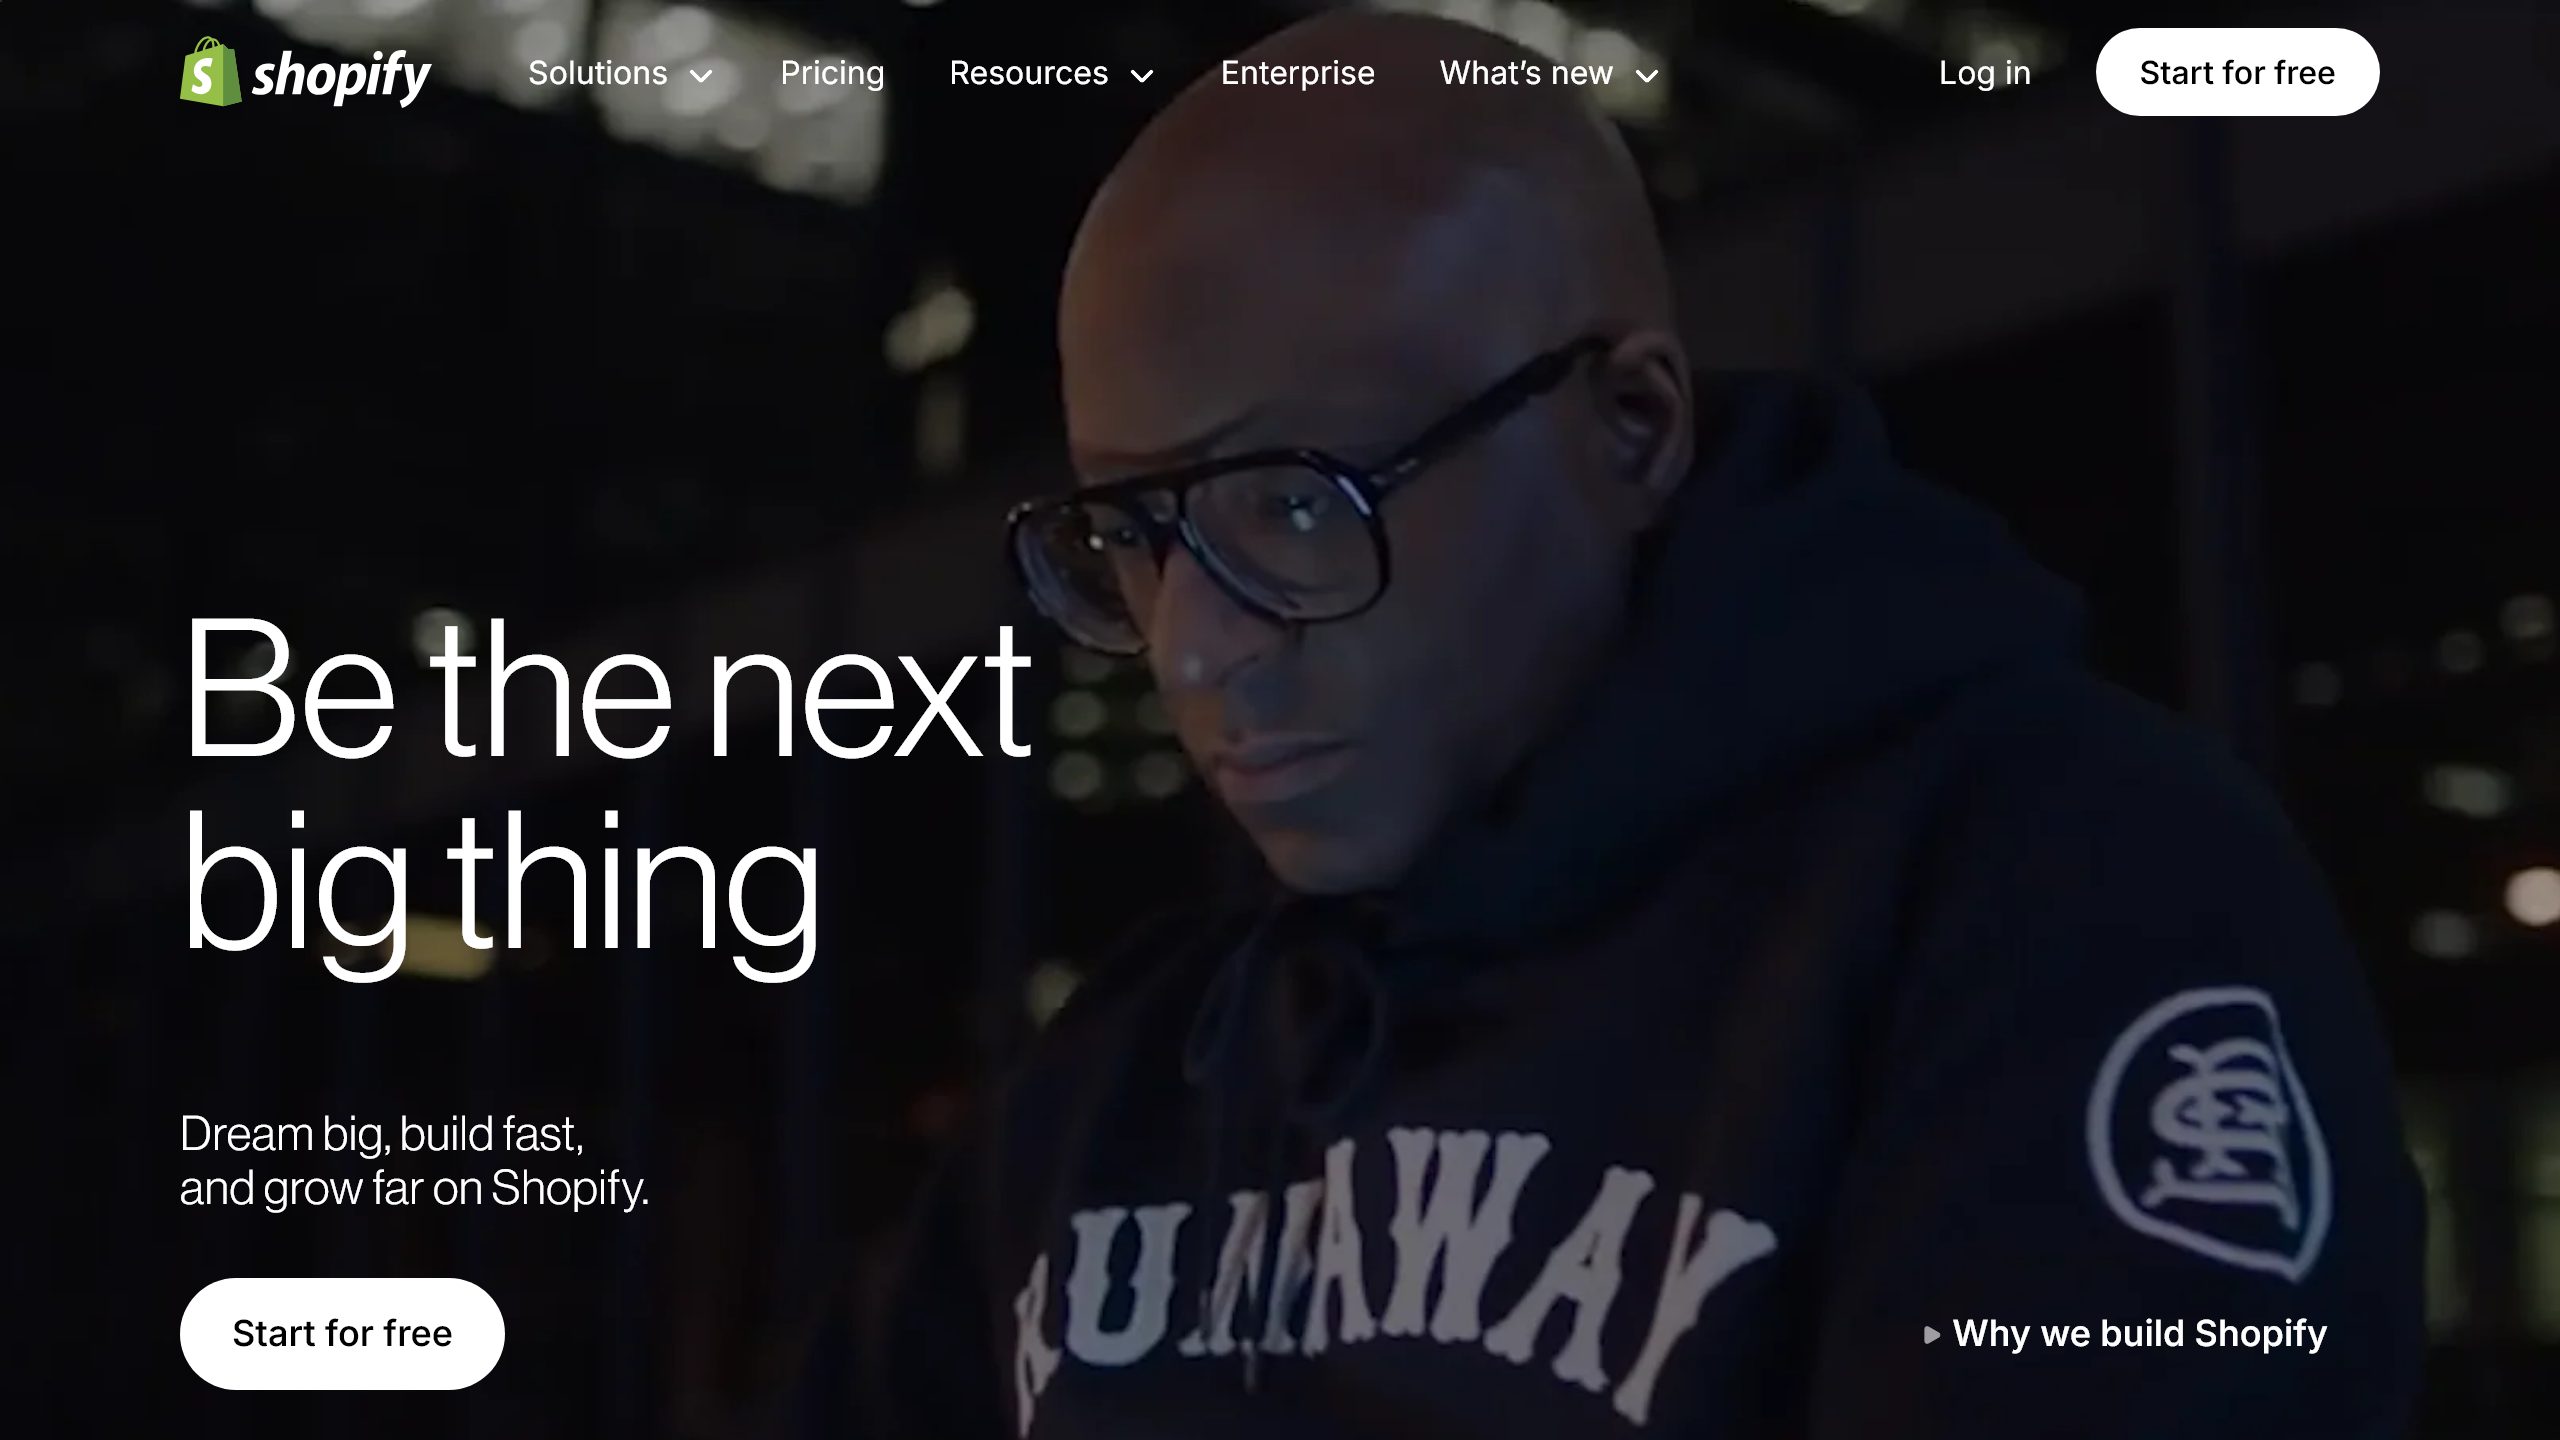 shopify
Solutions
Pricing
Resources
Enterprise
What's new
Log in
Start for free
Be the next
big thing
Dream big, build fast,
and grow far on Shopify.
Start for free
Why we build Shopify
RUNAWAY